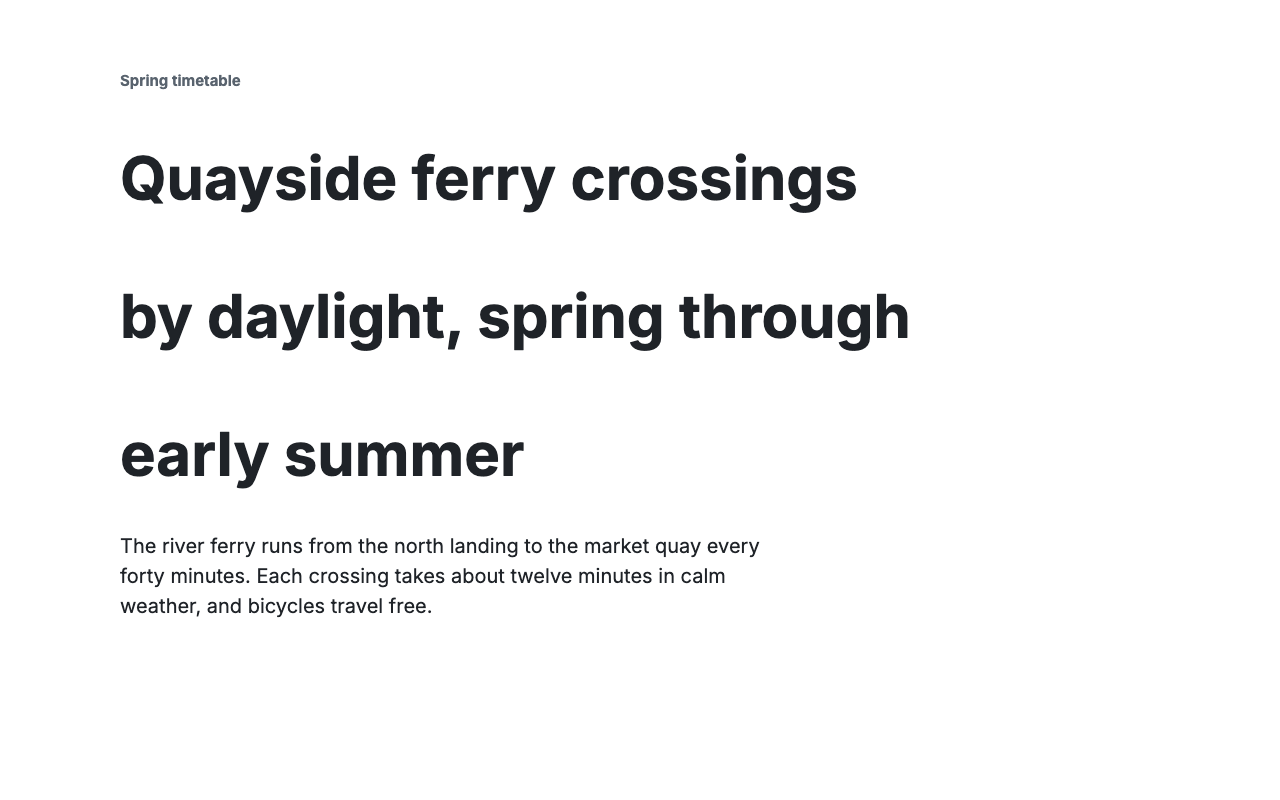 Spring timetable
Quayside ferry crossings
by daylight, spring through
early summer
The river ferry runs from the north landing to the market quay every
forty minutes. Each crossing takes about twelve minutes in calm
weather, and bicycles travel free.